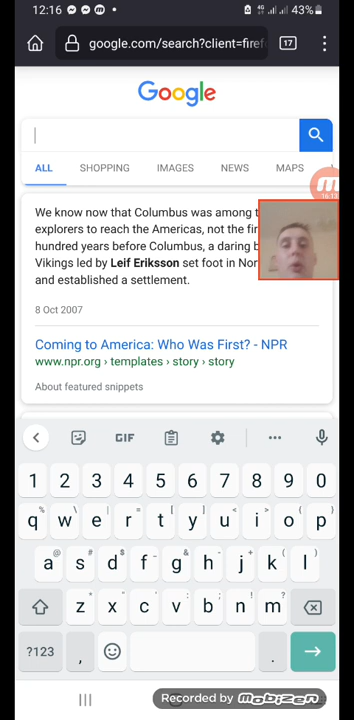 12:16 43%
google.com/search?client=firef 17
Google
ALL SHOPPING IMAGES NEWS MAPS
16:13
We know now that Columbus was among t
explorers to reach the Americas, not the fir
hundred years before Columbus, a daring b
Vikings led by Leif Eriksson set foot in Nor
and established a settlement.
8 Oct 2007
Coming to America: Who Was First? - NPR
www.npr.org › templates › story › story
About featured snippets
GIF
1 2 3 4 5 6 7 8 9 0
q w e r t y u i o p
a s d f g h j k l
z x c v b n m
?123 , .
Recorded by mobizen